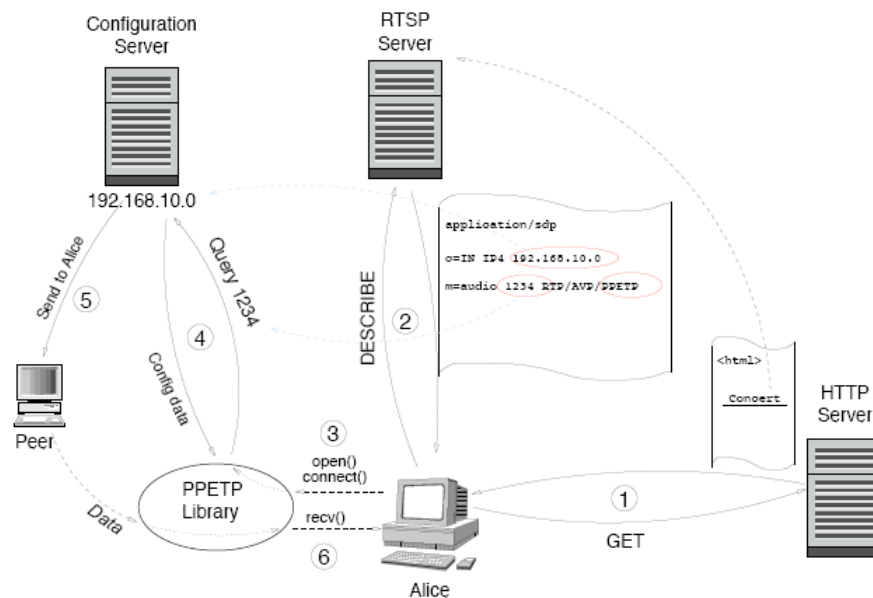 Configuration
Server
RTSP
Server
192.168.10.0
application/sdp
o=IN IP4 192.168.10.0
m=audio 1234 RTP/AVP/PPETP
Send to Alice
5
Query 1234
4
Config data
DESCRIBE
2
<html>
Concert
HTTP
Server
Peer
3
open()
connect()
PPETP
Library
Data
recv()
6
1
GET
Alice